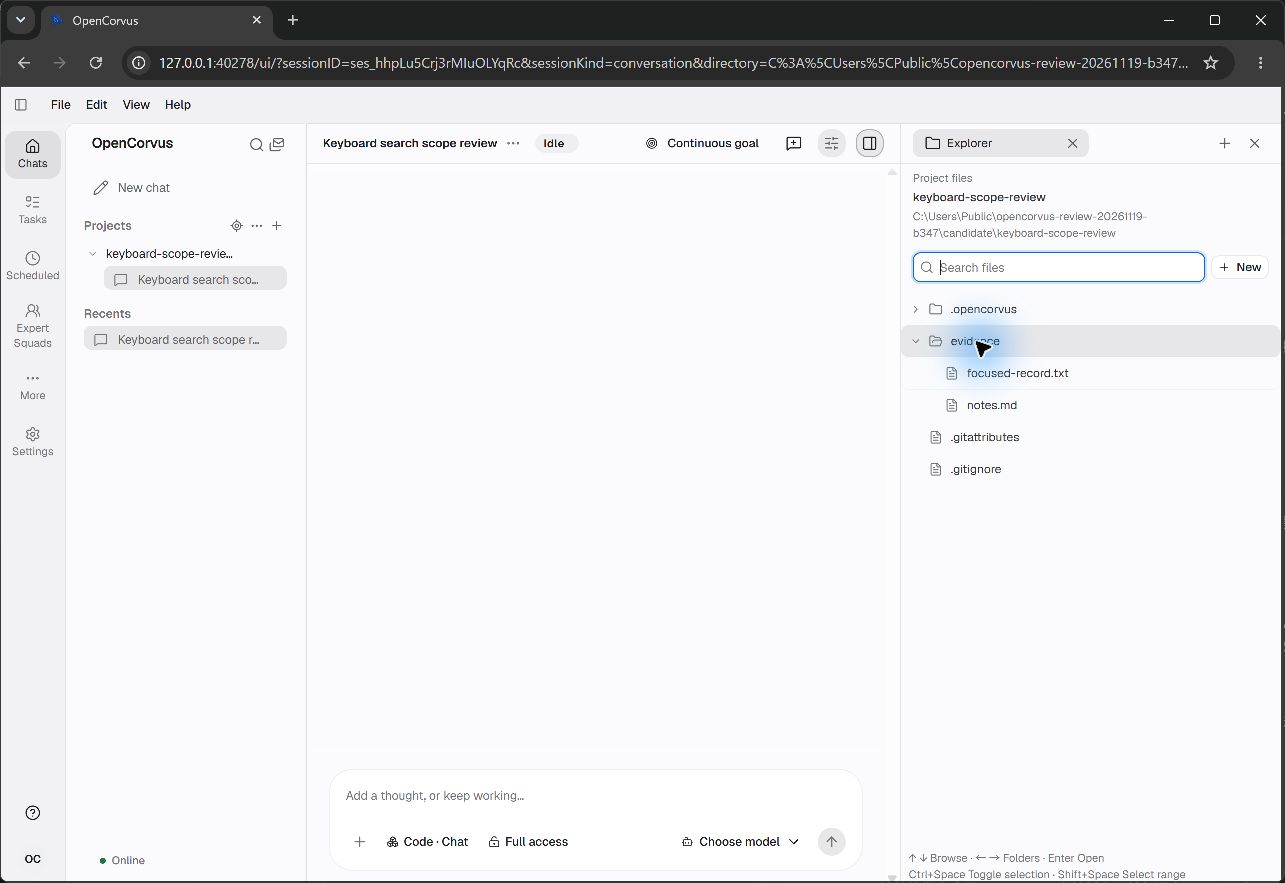 OpenCorvus
127.0.0.1:40278/ui/?sessionID=ses_hhpLu5Crj3rMIuOLYqRc&sessionKind=conversation&directory=C%3A%5CUsers%5CPublic%5Copencorvus-review-20261119-b347...
File Edit View Help
Chats
Tasks
Scheduled
Expert
Squads
More
Settings
OC
OpenCorvus
New chat
Projects
keyboard-scope-revie...
Keyboard search sco...
Recents
Keyboard search scope r...
Online
Keyboard search scope review ··· Idle Continuous goal
Add a thought, or keep working...
Code · Chat Full access Choose model
Explorer
Project files
keyboard-scope-review
C:\Users\Public\opencorvus-review-20261119-
b347\candidate\keyboard-scope-review
Search files + New
.opencorvus
evidence
focused-record.txt
notes.md
.gitattributes
.gitignore
↑ ↓ Browse · ← → Folders · Enter Open
Ctrl+Space Toggle selection · Shift+Space Select range